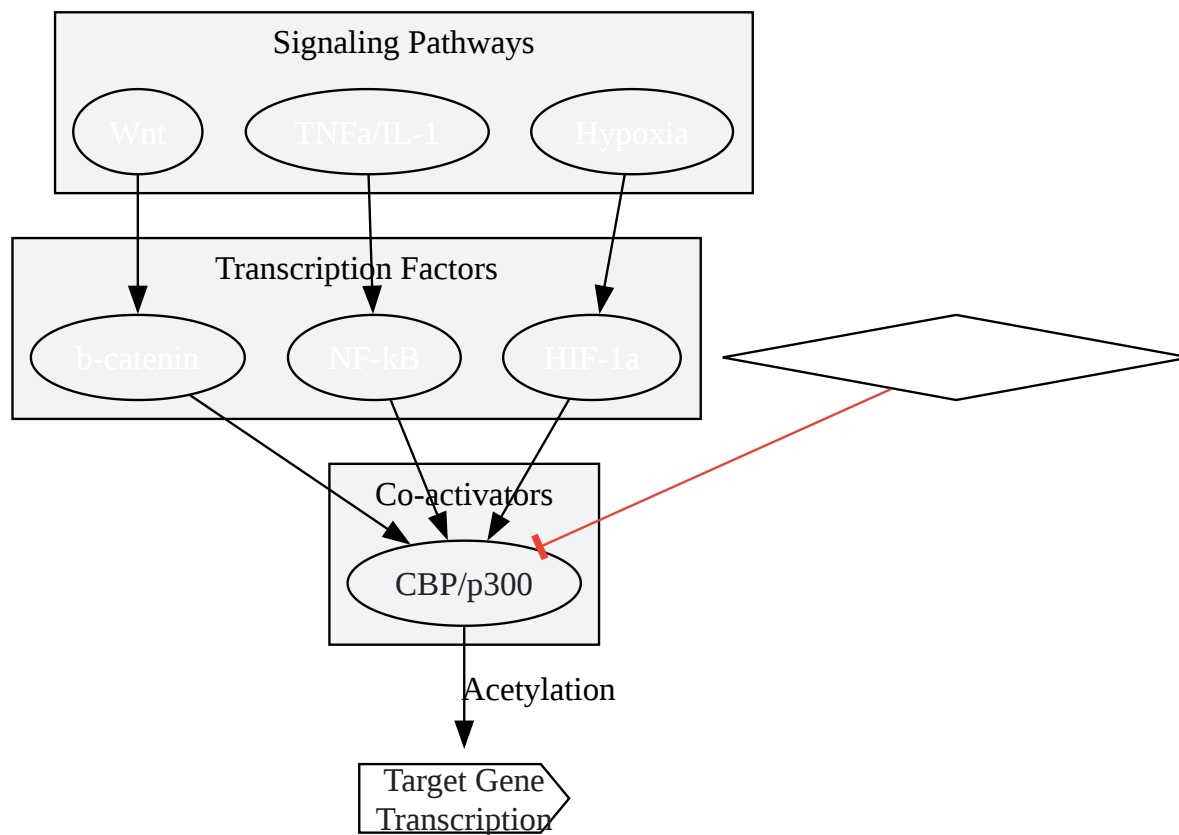 Signaling Pathways
Wnt
TNFa/IL-1
Hypoxia
Transcription Factors
b-catenin
NF-kB
HIF-1a
Co-activators
CBP/p300
Acetylation
Target Gene
Transcription